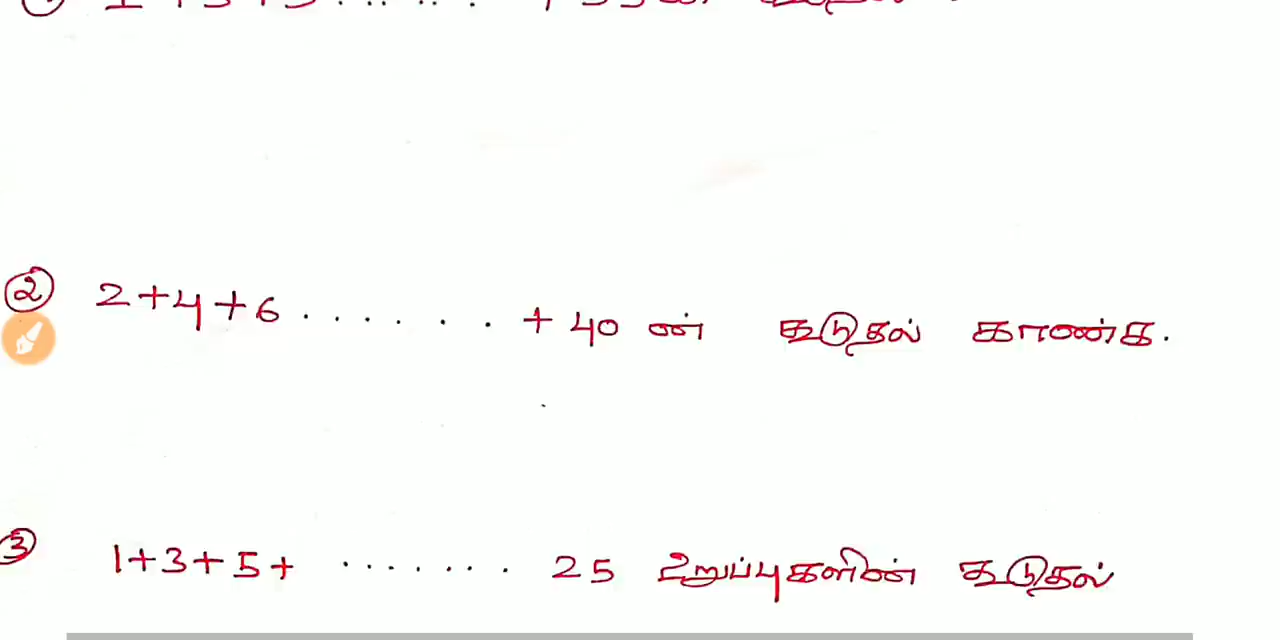 ② 2+4+6 . . . . . . . + 40 ன் கூடுதல் காண்க.
③ 1+3+5+ . . . . . . . 25 உறுப்புகளின் கூடுதல்